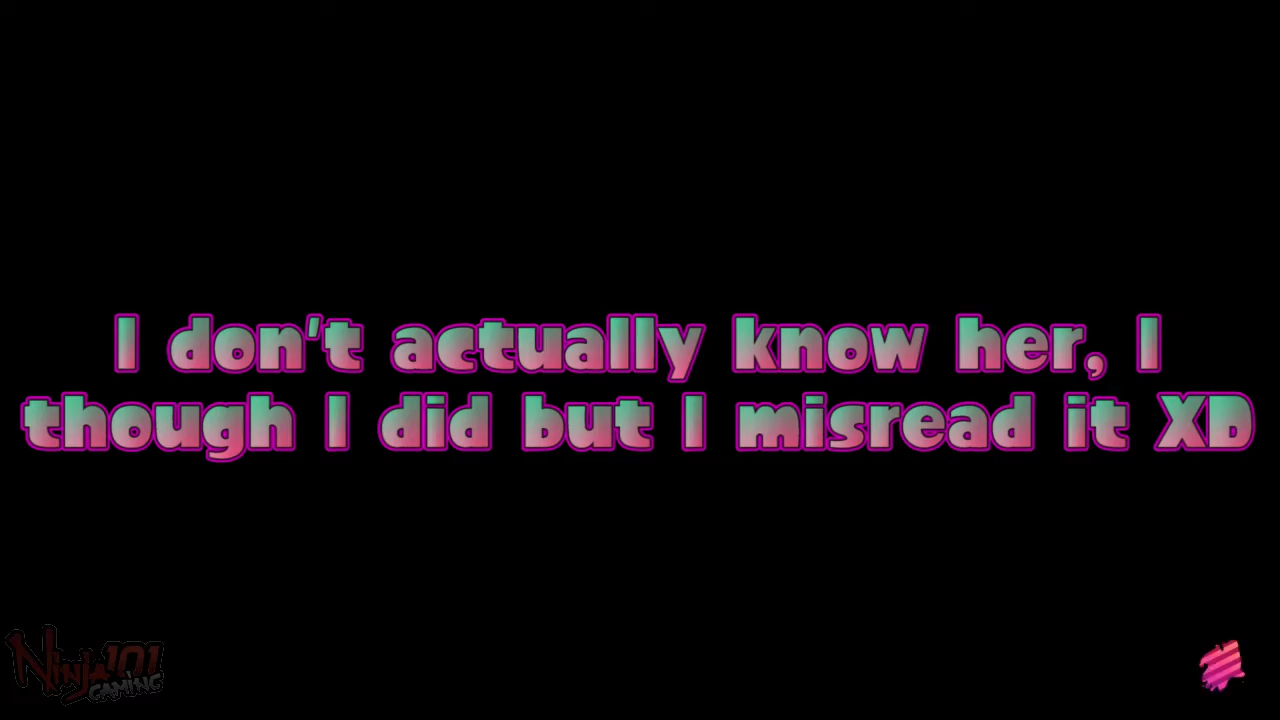 I don't actually know her, I
though I did but I misread it XD
Ninja101
GAMING